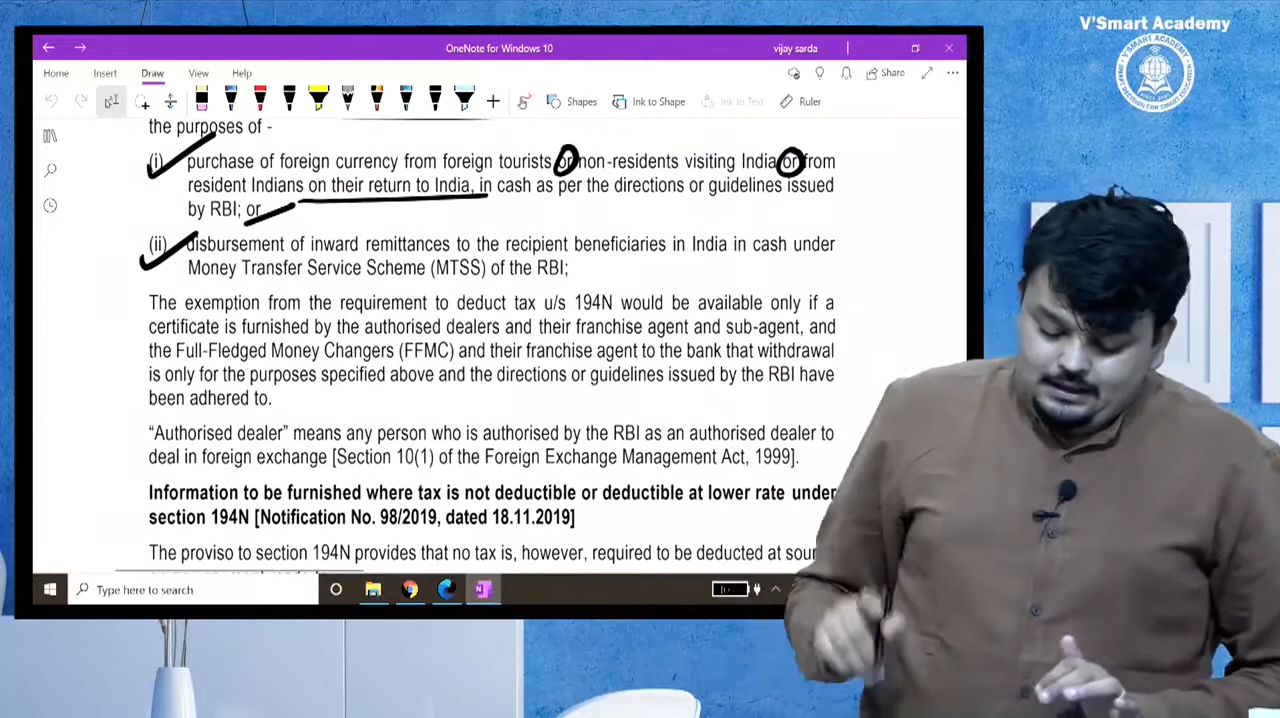 V'Smart Academy
OneNote for Windows 10
vijay sarda
Home Insert Draw View Help
Share
Shapes Ink to Shape Ink to Text Ruler
the purposes of -
(i) purchase of foreign currency from foreign tourists or non-residents visiting India or from
resident Indians on their return to India, in cash as per the directions or guidelines issued
by RBI; or
(ii) disbursement of inward remittances to the recipient beneficiaries in India in cash under
Money Transfer Service Scheme (MTSS) of the RBI;
The exemption from the requirement to deduct tax u/s 194N would be available only if a
certificate is furnished by the authorised dealers and their franchise agent and sub-agent, and
the Full-Fledged Money Changers (FFMC) and their franchise agent to the bank that withdrawal
is only for the purposes specified above and the directions or guidelines issued by the RBI have
been adhered to.
“Authorised dealer” means any person who is authorised by the RBI as an authorised dealer to
deal in foreign exchange [Section 10(1) of the Foreign Exchange Management Act, 1999].
Information to be furnished where tax is not deductible or deductible at lower rate under
section 194N [Notification No. 98/2019, dated 18.11.2019]
The proviso to section 194N provides that no tax is, however, required to be deducted at
Type here to search